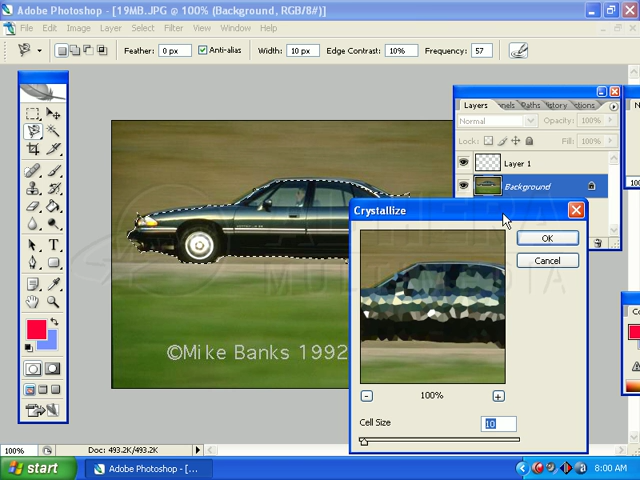 Adobe Photoshop - [19MB.JPG @ 100% (Background, RGB/8#)]
File Edit Image Layer Select Filter View Window Help
Feather: 0 px Anti-alias Width: 10 px Edge Contrast: 10% Frequency: 57
Layers nnels Paths History ctions
Normal Opacity: 100%
Lock: Fill: 100%
Layer 1
Background
Crystallize
OK
Cancel
100%
Cell Size 10
©Mike Banks 1992
100% Doc: 493.2K/493.2K
start Adobe Photoshop - [... 8:00 AM